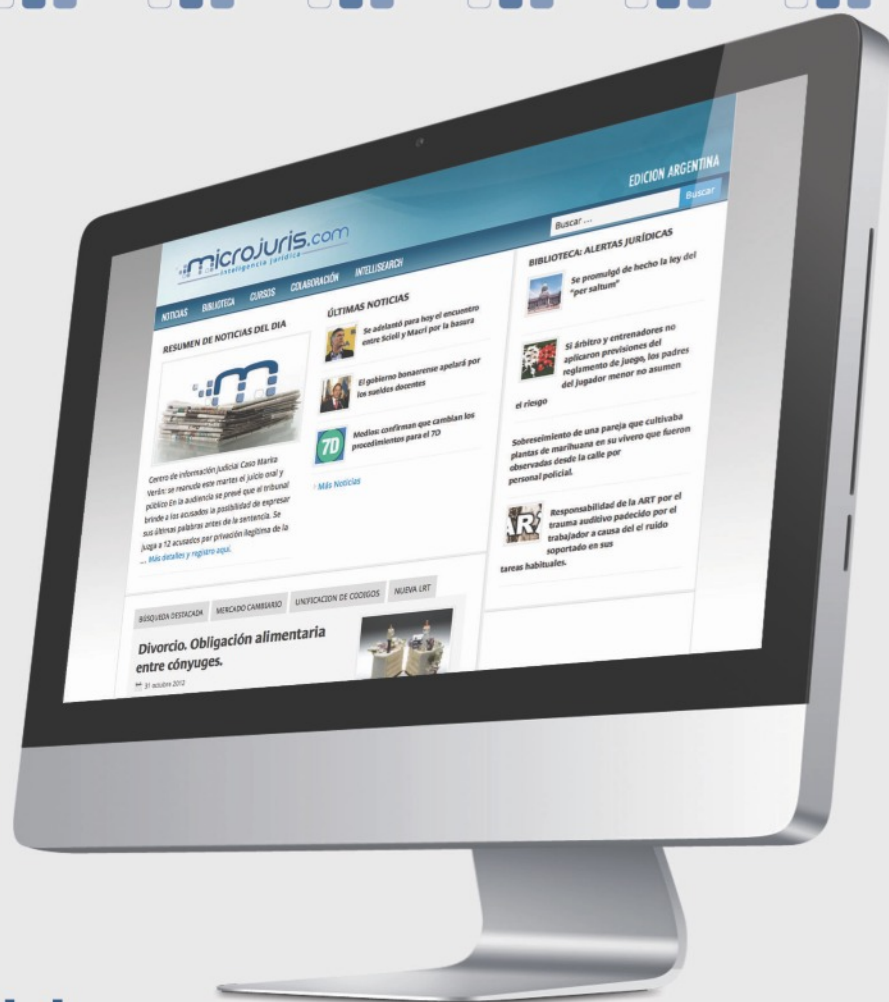 EDICION ARGENTINA
microjuris.com
inteligencia jurídica
Buscar ...
Buscar
NOTICIAS
BIBLIOTECA
CURSOS
COLABORACIÓN
INTELLISEARCH
RESUMEN DE NOTICIAS DEL DIA
Centro de información Judicial Caso Marita
Verón: se reanuda este martes el juicio oral y
público En la audiencia se prevé que el tribunal
brinde a los acusados la posibilidad de expresar
sus últimas palabras antes de la sentencia. Se
juzga a 12 acusados por privación ilegítima de la
... Más detalles y registro aquí.
ÚLTIMAS NOTICIAS
Se adelantó para hoy el encuentro
entre Scioli y Macri por la basura
El gobierno bonaerense apelará por
los sueldos docentes
7D
Medios: confirman que cambian los
procedimientos para el 7D
Más Noticias
BIBLIOTECA: ALERTAS JURÍDICAS
Se promulgó de hecho la ley del
"per saltum"
Si árbitro y entrenadores no
aplicaron previsiones del
reglamento de juego, los padres
del jugador menor no asumen
el riesgo
Sobreseimiento de una pareja que cultivaba
plantas de marihuana en su vivero que fueron
observadas desde la calle por
personal policial.
ART
Responsabilidad de la ART por el
trauma auditivo padecido por el
trabajador a causa del el ruido
soportado en sus
tareas habituales.
BÚSQUEDA DESTACADA
MERCADO CAMBIARIO
UNIFICACION DE CODIGOS
NUEVA LRT
Divorcio. Obligación alimentaria
entre cónyuges.
31 octubre 2012